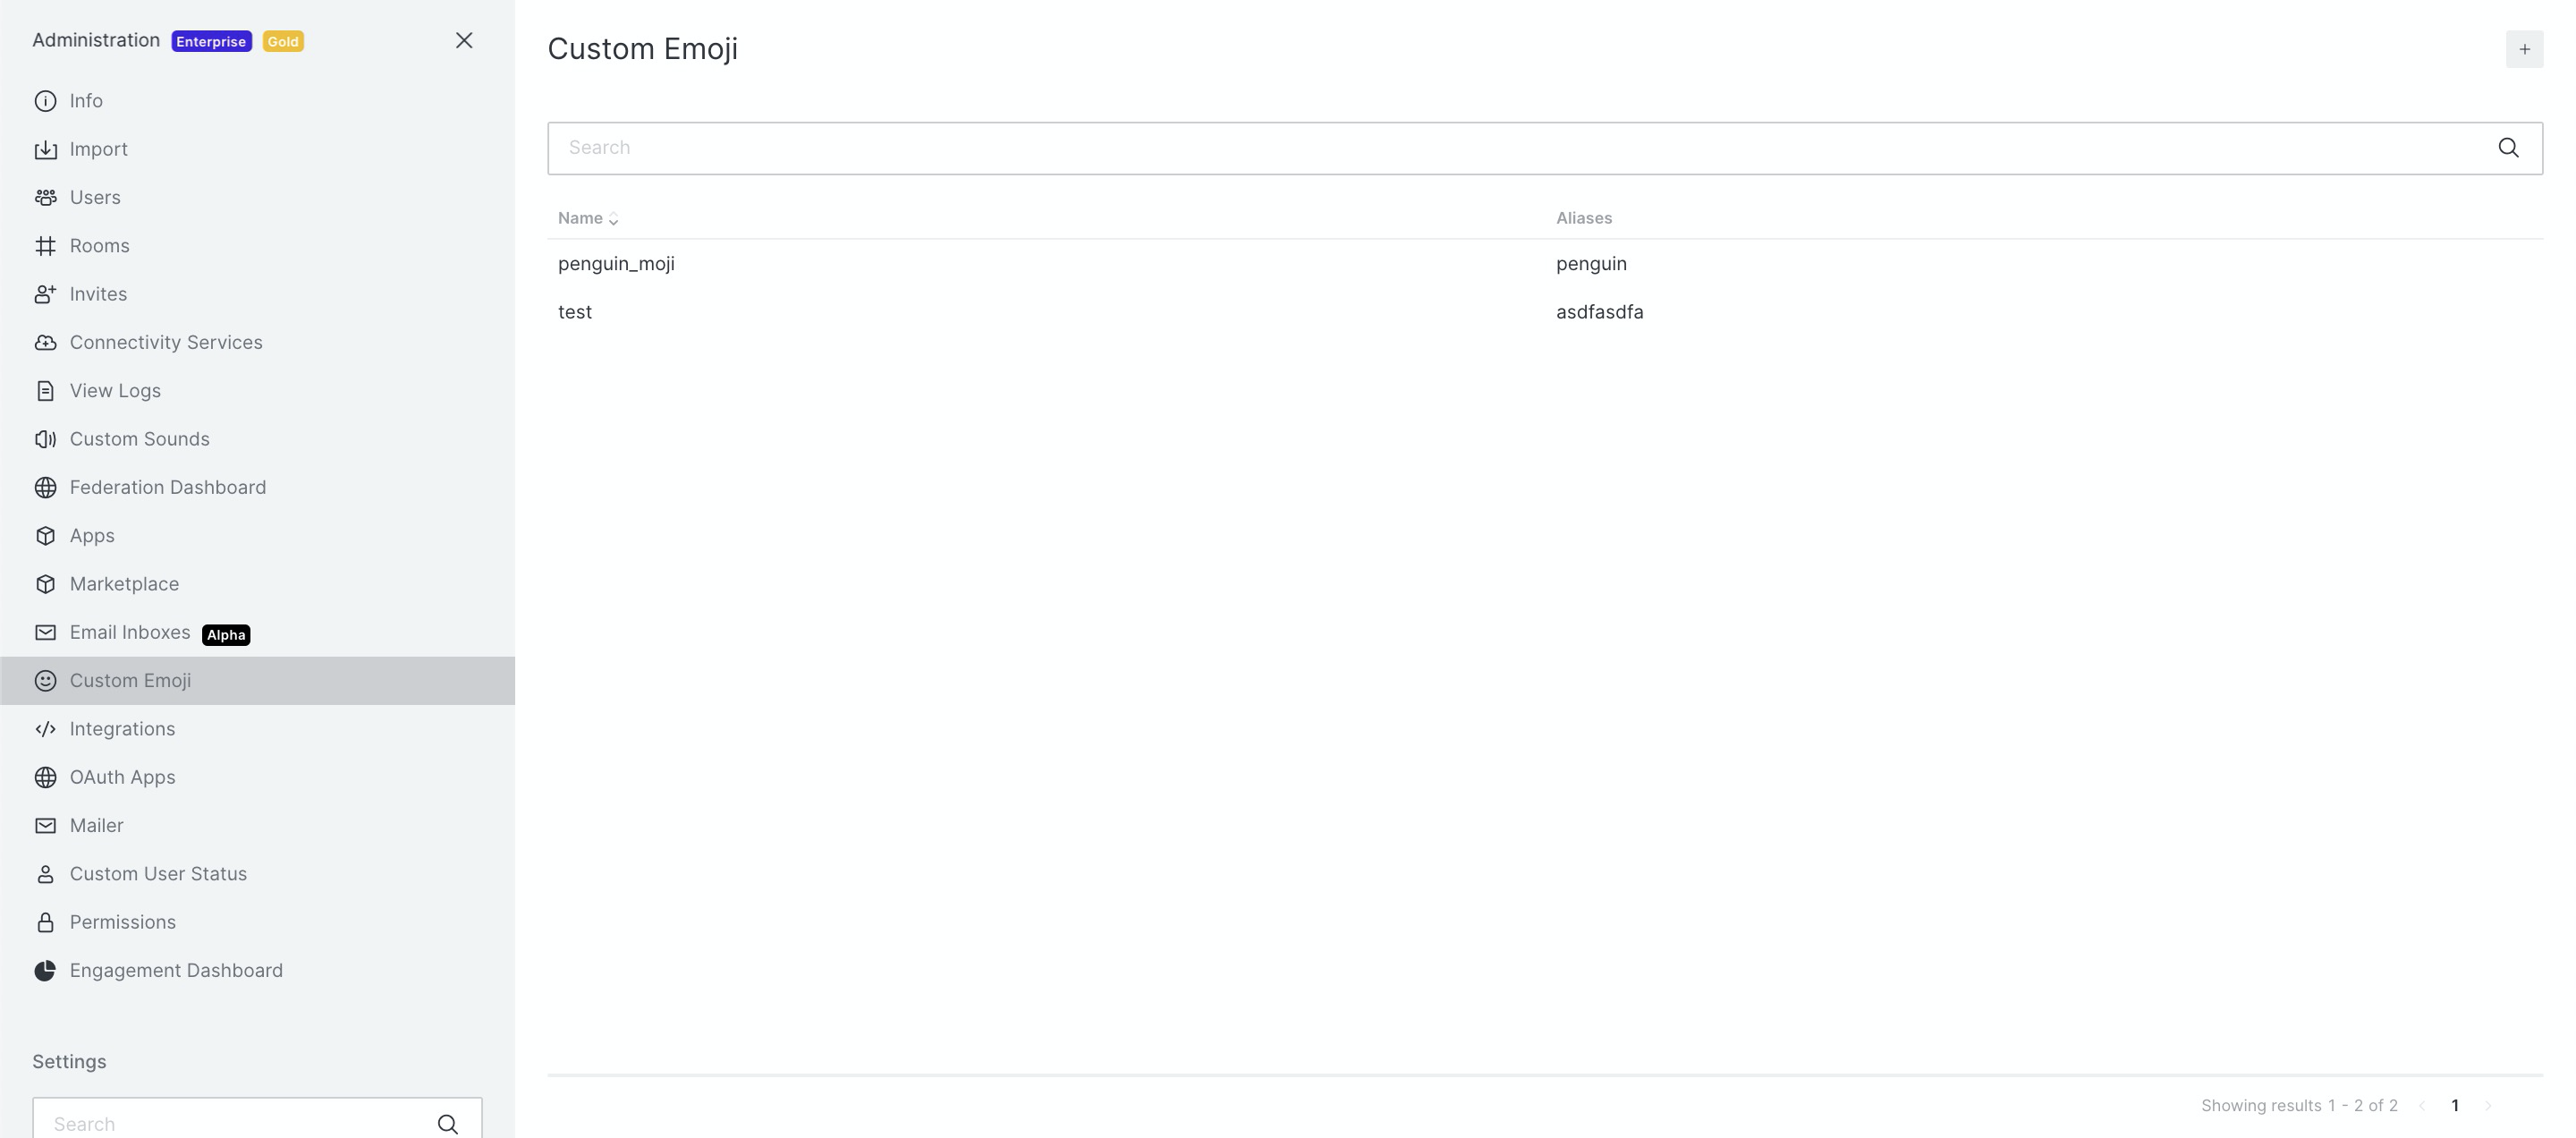 Administration Enterprise Gold
Info
Import
Users
Rooms
Invites
Connectivity Services
View Logs
Custom Sounds
Federation Dashboard
Apps
Marketplace
Email Inboxes Alpha
Custom Emoji
Integrations
OAuth Apps
Mailer
Custom User Status
Permissions
Engagement Dashboard
Settings
Search
Custom Emoji
Search
Name Aliases
penguin_moji penguin
test asdfasdfa
Showing results 1 - 2 of 2 1